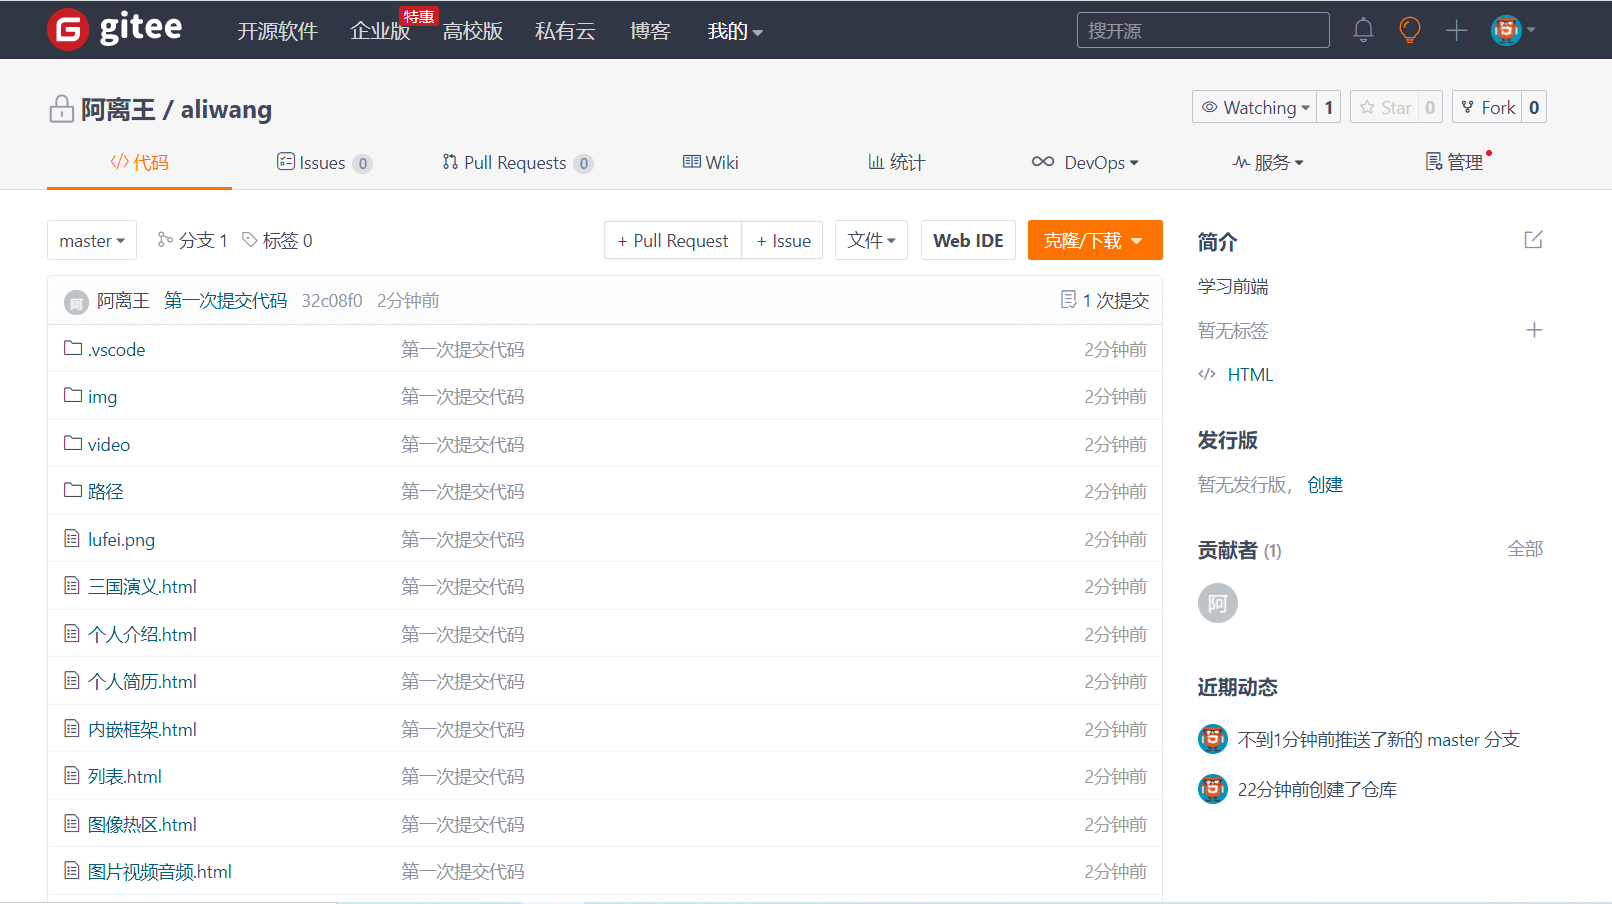 gitee 开源软件 企业版 特惠 高校版 私有云 博客 我的 搜开源
阿离王 / aliwang Watching 1 Star 0 Fork 0
代码 Issues 0 Pull Requests 0 Wiki 统计 DevOps 服务 管理
master 分支 1 标签 0 + Pull Request + Issue 文件 Web IDE 克隆/下载
阿 阿离王 第一次提交代码 32c08f0 2分钟前 1 次提交
.vscode 第一次提交代码 2分钟前
img 第一次提交代码 2分钟前
video 第一次提交代码 2分钟前
路径 第一次提交代码 2分钟前
lufei.png 第一次提交代码 2分钟前
三国演义.html 第一次提交代码 2分钟前
个人介绍.html 第一次提交代码 2分钟前
个人简历.html 第一次提交代码 2分钟前
内嵌框架.html 第一次提交代码 2分钟前
列表.html 第一次提交代码 2分钟前
图像热区.html 第一次提交代码 2分钟前
图片视频音频.html 第一次提交代码 2分钟前
简介
学习前端
暂无标签
HTML
发行版
暂无发行版， 创建
贡献者 (1) 全部
阿
近期动态
不到1分钟前推送了新的 master 分支
22分钟前创建了仓库